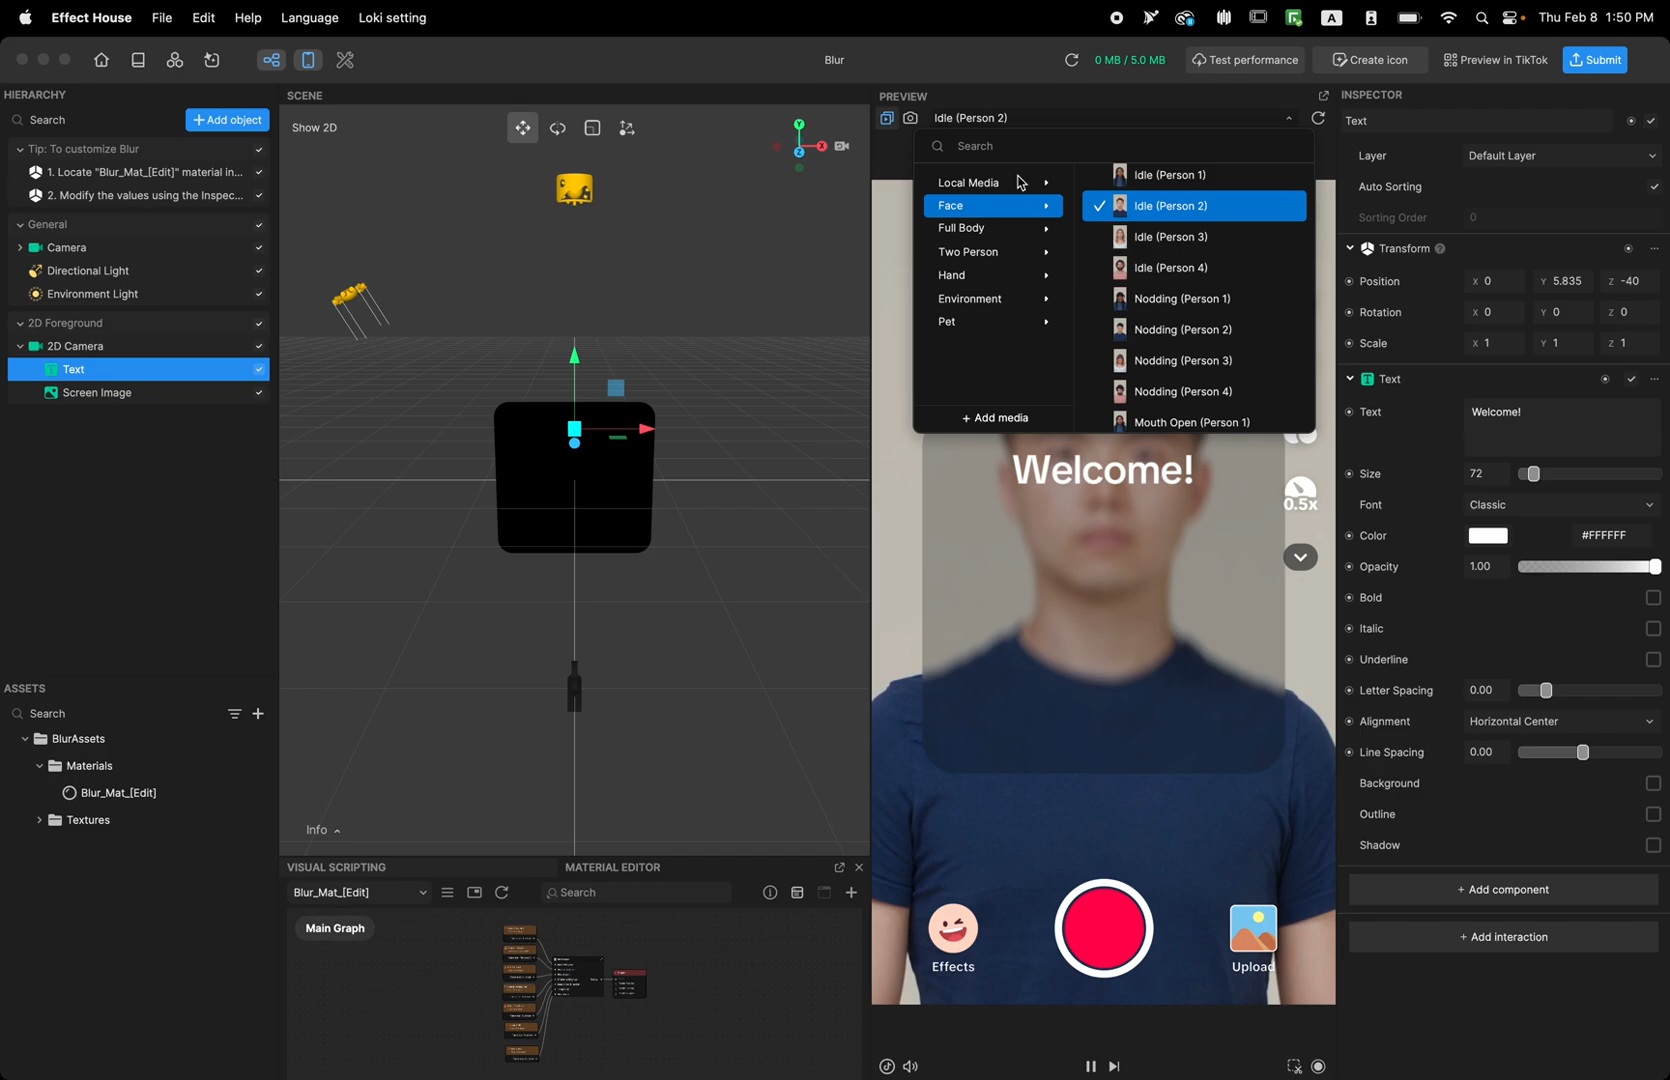 Effect House File Edit Help Language Loki setting
A
Thu Feb 8 1:50 PM
Blur
0 MB / 5.0 MB
Test performance
Create icon
Preview in TikTok
Submit
HIERARCHY
Search
+ Add object
Tip: To customize Blur
1. Locate "Blur_Mat_[Edit]" material in...
2. Modify the values using the Inspec...
General
Camera
Directional Light
Environment Light
2D Foreground
2D Camera
Text
Screen Image
ASSETS
Search
BlurAssets
Materials
Blur_Mat_[Edit]
Textures
SCENE
Show 2D
Y
X
Z
Info
VISUAL SCRIPTING
MATERIAL EDITOR
Blur_Mat_[Edit]
Search
Main Graph
PREVIEW
Idle (Person 2)
Search
Local Media
Face
Full Body
Two Person
Hand
Environment
Pet
+ Add media
Idle (Person 1)
Idle (Person 2)
Idle (Person 3)
Idle (Person 4)
Nodding (Person 1)
Nodding (Person 2)
Nodding (Person 3)
Nodding (Person 4)
Mouth Open (Person 1)
Welcome!
0.5x
Effects
Upload
INSPECTOR
Text
Layer Default Layer
Auto Sorting
Sorting Order 0
Transform
Position X 0 Y 5.835 Z -40
Rotation X 0 Y 0 Z 0
Scale X 1 Y 1 Z 1
Text
Text Welcome!
Size 72
Font Classic
Color #FFFFFF
Opacity 1.00
Bold
Italic
Underline
Letter Spacing 0.00
Alignment Horizontal Center
Line Spacing 0.00
Background
Outline
Shadow
+ Add component
+ Add interaction